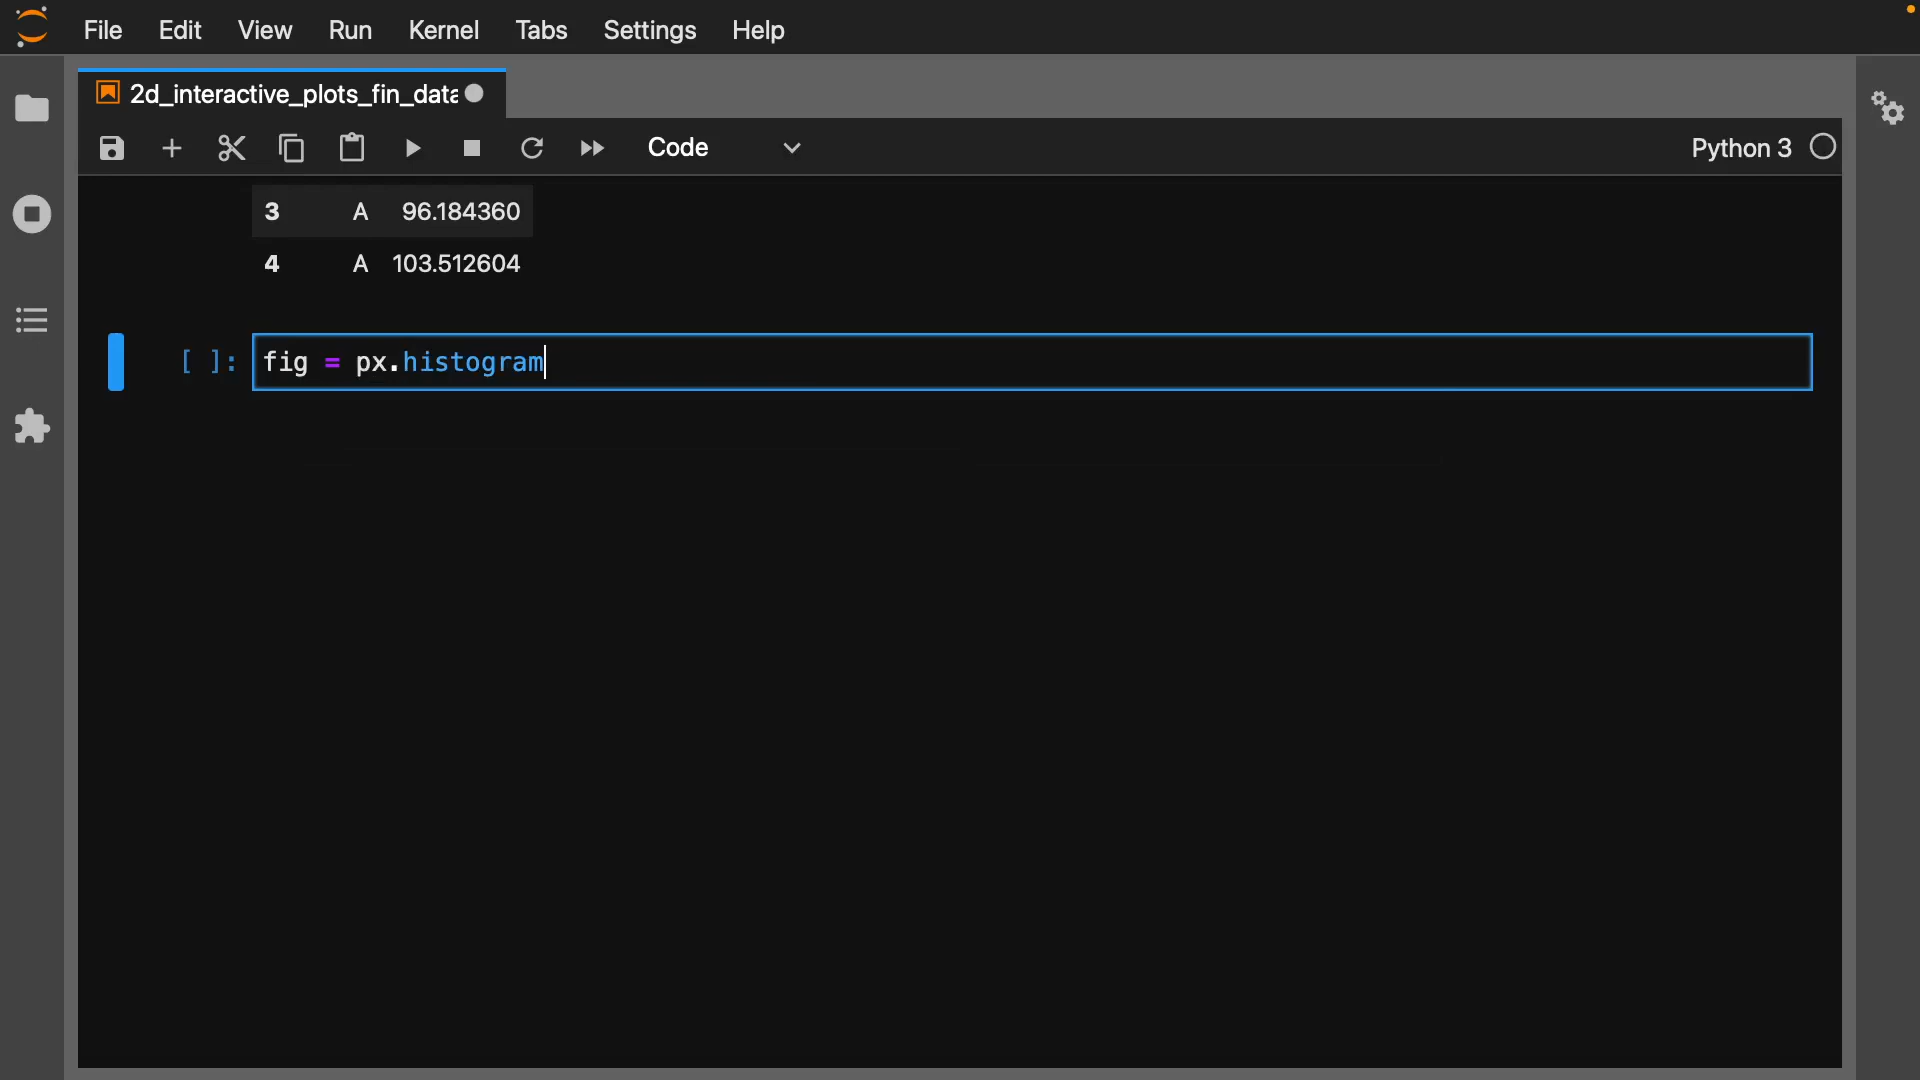 File Edit View Run Kernel Tabs Settings Help
2d_interactive_plots_fin_data
Code Python 3
3 A 96.184360
4 A 103.512604
[ ]: fig = px.histogram